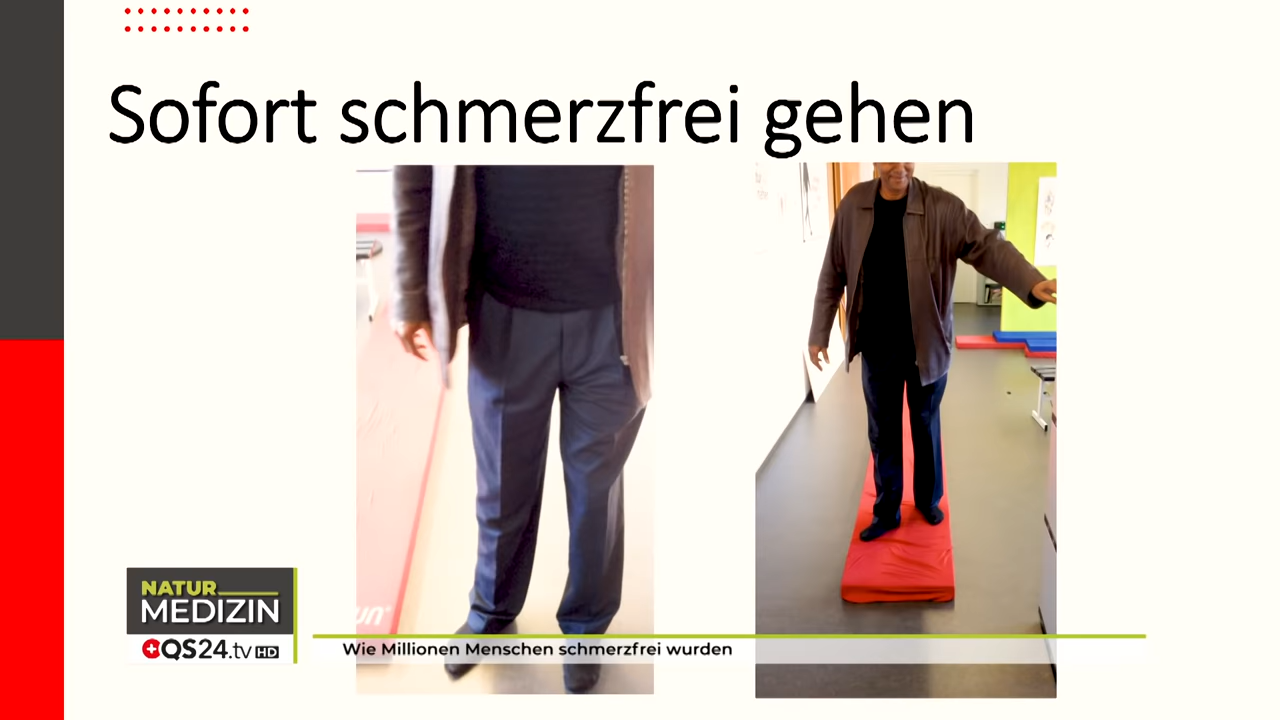 Sofort schmerzfrei gehen
NATUR
MEDIZIN
QS24.tv HD
Wie Millionen Menschen schmerzfrei wurden